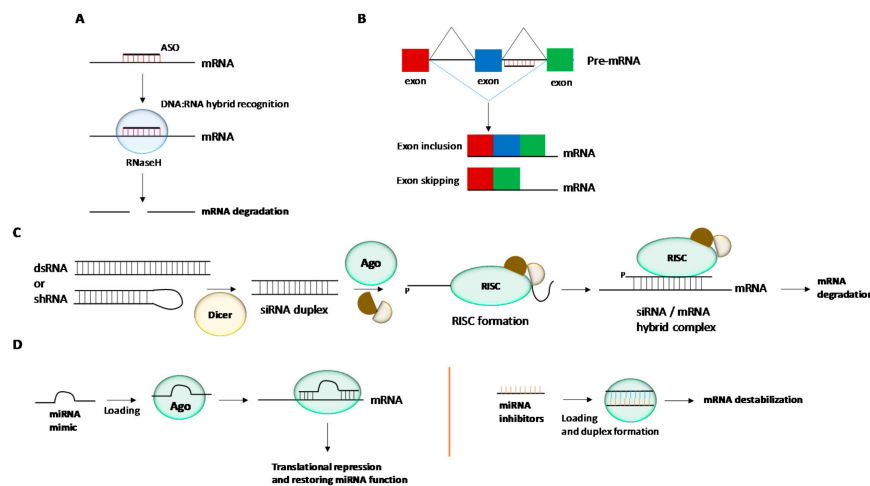 A
ASO
mRNA
DNA:RNA hybrid recognition
mRNA
RNaseH
mRNA degradation
B
Pre-mRNA
exon
exon
exon
Exon inclusion
mRNA
Exon skipping
mRNA
C
dsRNA
or
shRNA
Dicer
siRNA duplex
Ago
P
RISC
RISC formation
RISC
P
mRNA
siRNA / mRNA
hybrid complex
mRNA
degradation
D
miRNA
mimic
Loading
Ago
mRNA
Translational repression
and restoring miRNA function
miRNA
inhibitors
Loading
and duplex formation
mRNA destabilization